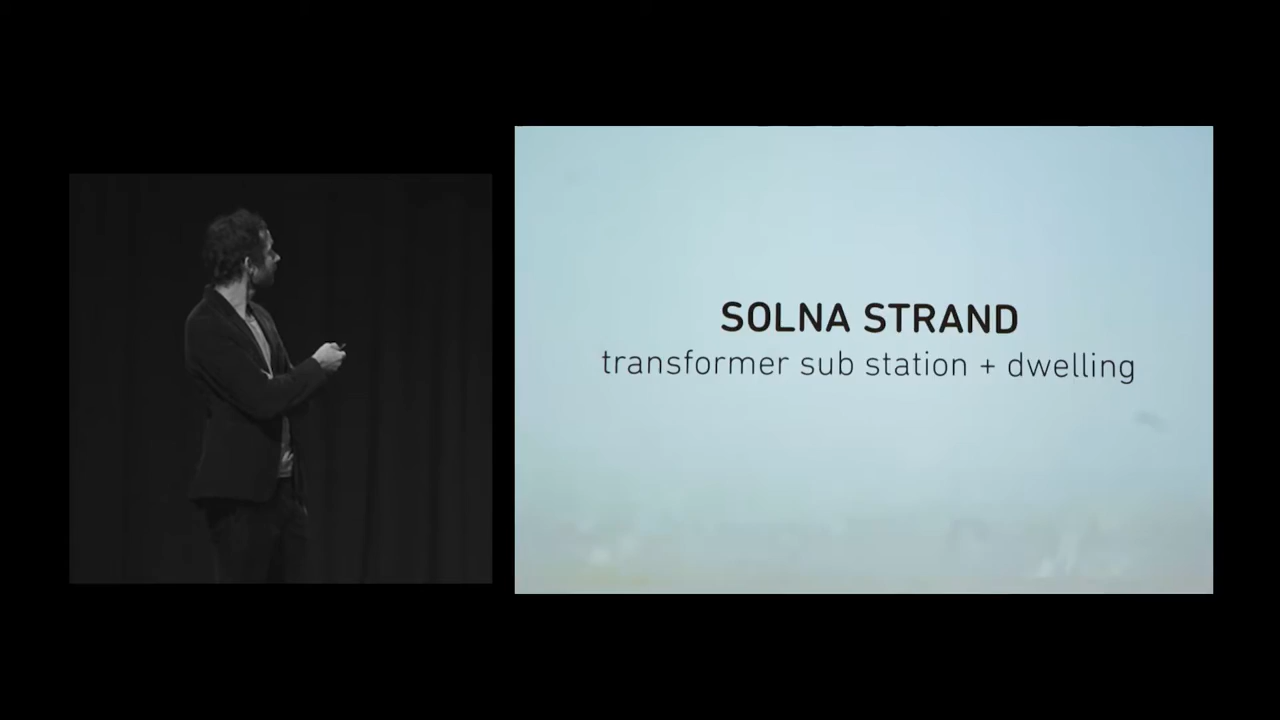 SOLNA STRAND
transformer sub station + dwelling